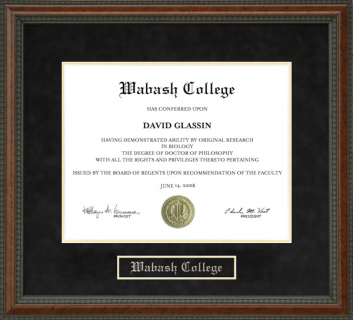 Wabash College
HAS CONFERRED UPON
DAVID GLASSIN
HAVING DEMONSTRATED ABILITY BY ORIGINAL RESEARCH
IN BIOLOGY
THE DEGREE OF DOCTOR OF PHILOSOPHY
WITH ALL THE RIGHTS AND PRIVILEGES THERETO PERTAINING
ISSUED BY THE BOARD OF REGENTS UPON RECOMMENDATION OF THE FACULTY
JUNE 14, 2006
PROVOST
PRESIDENT
Wabash College